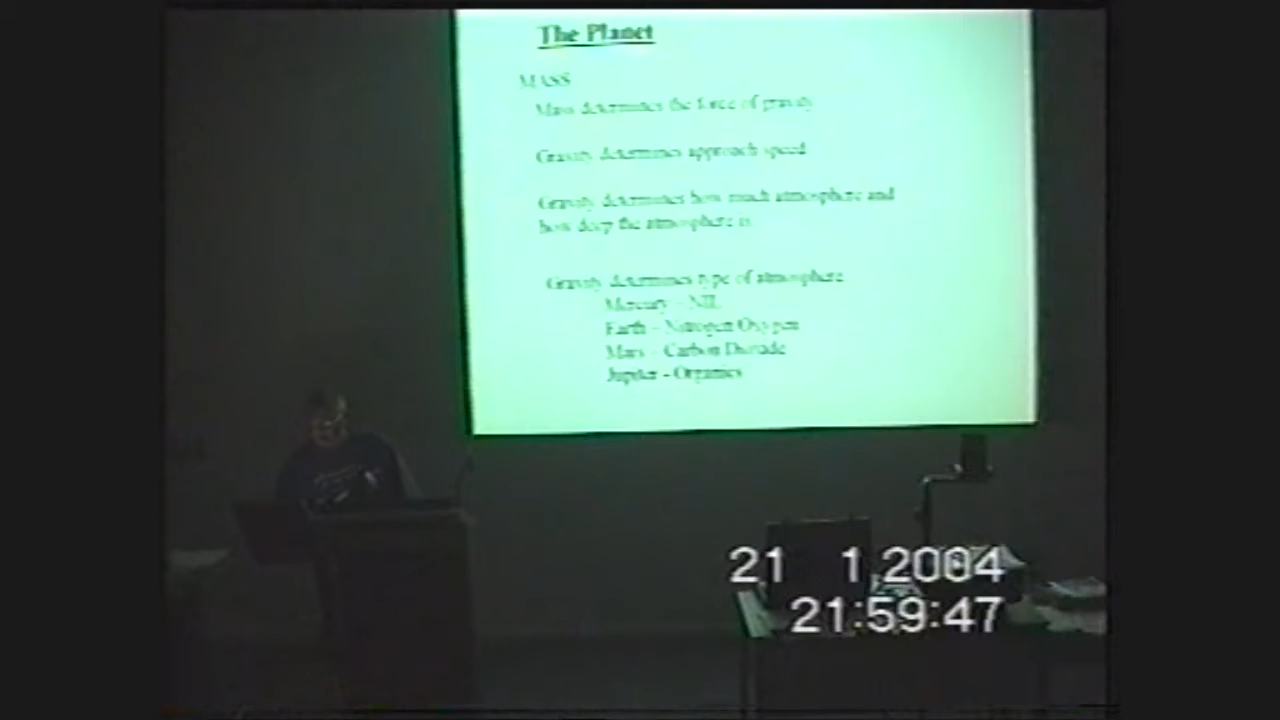 The Planet
MASS
Mass determines the force of gravity
Gravity determines approach speed
Gravity determines how much atmosphere and
how deep the atmosphere is
Gravity determines type of atmosphere
Mercury - NIL
Earth - Nitrogen Oxygen
Mars - Carbon Dioxide
Jupiter - Organics
21 1 2004
21:59:47